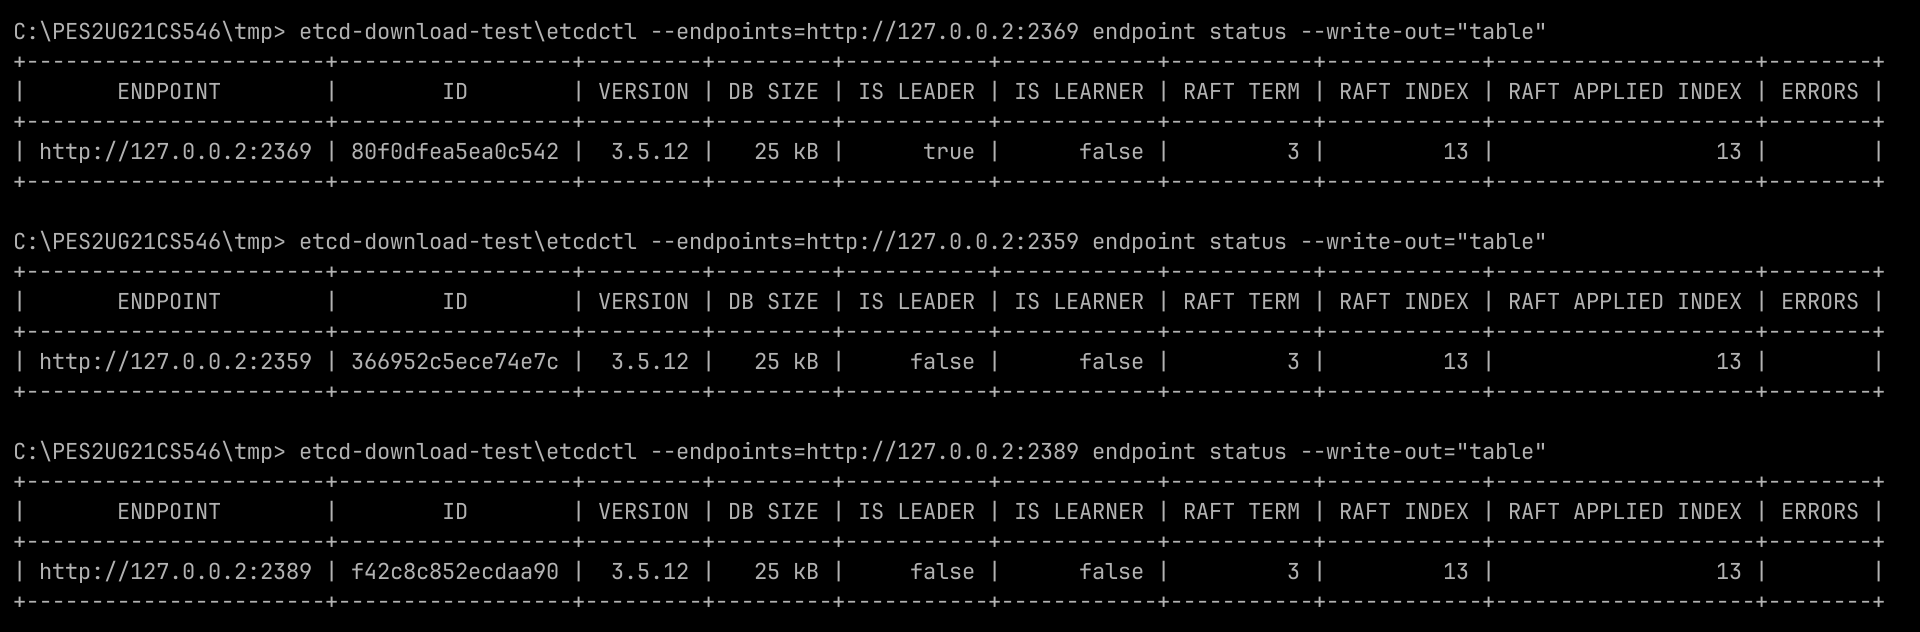 C:\PES2UG21CS546\tmp> etcd-download-test\etcdctl --endpoints=http://127.0.0.2:2369 endpoint status --write-out="table"
+-----------------------+------------------+---------+---------+-----------+------------+-----------+------------+--------------------+--------+
|       ENDPOINT        |        ID        | VERSION | DB SIZE | IS LEADER | IS LEARNER | RAFT TERM | RAFT INDEX | RAFT APPLIED INDEX | ERRORS |
+-----------------------+------------------+---------+---------+-----------+------------+-----------+------------+--------------------+--------+
| http://127.0.0.2:2369 | 80f0dfea5ea0c542 |  3.5.12 |   25 kB |      true |      false |         3 |         13 |                 13 |        |
+-----------------------+------------------+---------+---------+-----------+------------+-----------+------------+--------------------+--------+
C:\PES2UG21CS546\tmp> etcd-download-test\etcdctl --endpoints=http://127.0.0.2:2359 endpoint status --write-out="table"
+-----------------------+------------------+---------+---------+-----------+------------+-----------+------------+--------------------+--------+
|       ENDPOINT        |        ID        | VERSION | DB SIZE | IS LEADER | IS LEARNER | RAFT TERM | RAFT INDEX | RAFT APPLIED INDEX | ERRORS |
+-----------------------+------------------+---------+---------+-----------+------------+-----------+------------+--------------------+--------+
| http://127.0.0.2:2359 | 366952c5ece74e7c |  3.5.12 |   25 kB |     false |      false |         3 |         13 |                 13 |        |
+-----------------------+------------------+---------+---------+-----------+------------+-----------+------------+--------------------+--------+
C:\PES2UG21CS546\tmp> etcd-download-test\etcdctl --endpoints=http://127.0.0.2:2389 endpoint status --write-out="table"
+-----------------------+------------------+---------+---------+-----------+------------+-----------+------------+--------------------+--------+
|       ENDPOINT        |        ID        | VERSION | DB SIZE | IS LEADER | IS LEARNER | RAFT TERM | RAFT INDEX | RAFT APPLIED INDEX | ERRORS |
+-----------------------+------------------+---------+---------+-----------+------------+-----------+------------+--------------------+--------+
| http://127.0.0.2:2389 | f42c8c852ecdaa90 |  3.5.12 |   25 kB |     false |      false |         3 |         13 |                 13 |        |
+-----------------------+------------------+---------+---------+-----------+------------+-----------+------------+--------------------+--------+